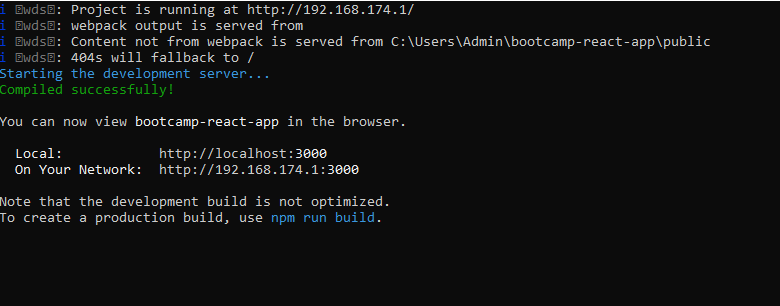 i ｢wds｣: Project is running at http://192.168.174.1/
i ｢wds｣: webpack output is served from
i ｢wds｣: Content not from webpack is served from C:\Users\Admin\bootcamp-react-app\public
i ｢wds｣: 404s will fallback to /
Starting the development server...
Compiled successfully!
You can now view bootcamp-react-app in the browser.
Local: http://localhost:3000
On Your Network: http://192.168.174.1:3000
Note that the development build is not optimized.
To create a production build, use npm run build.